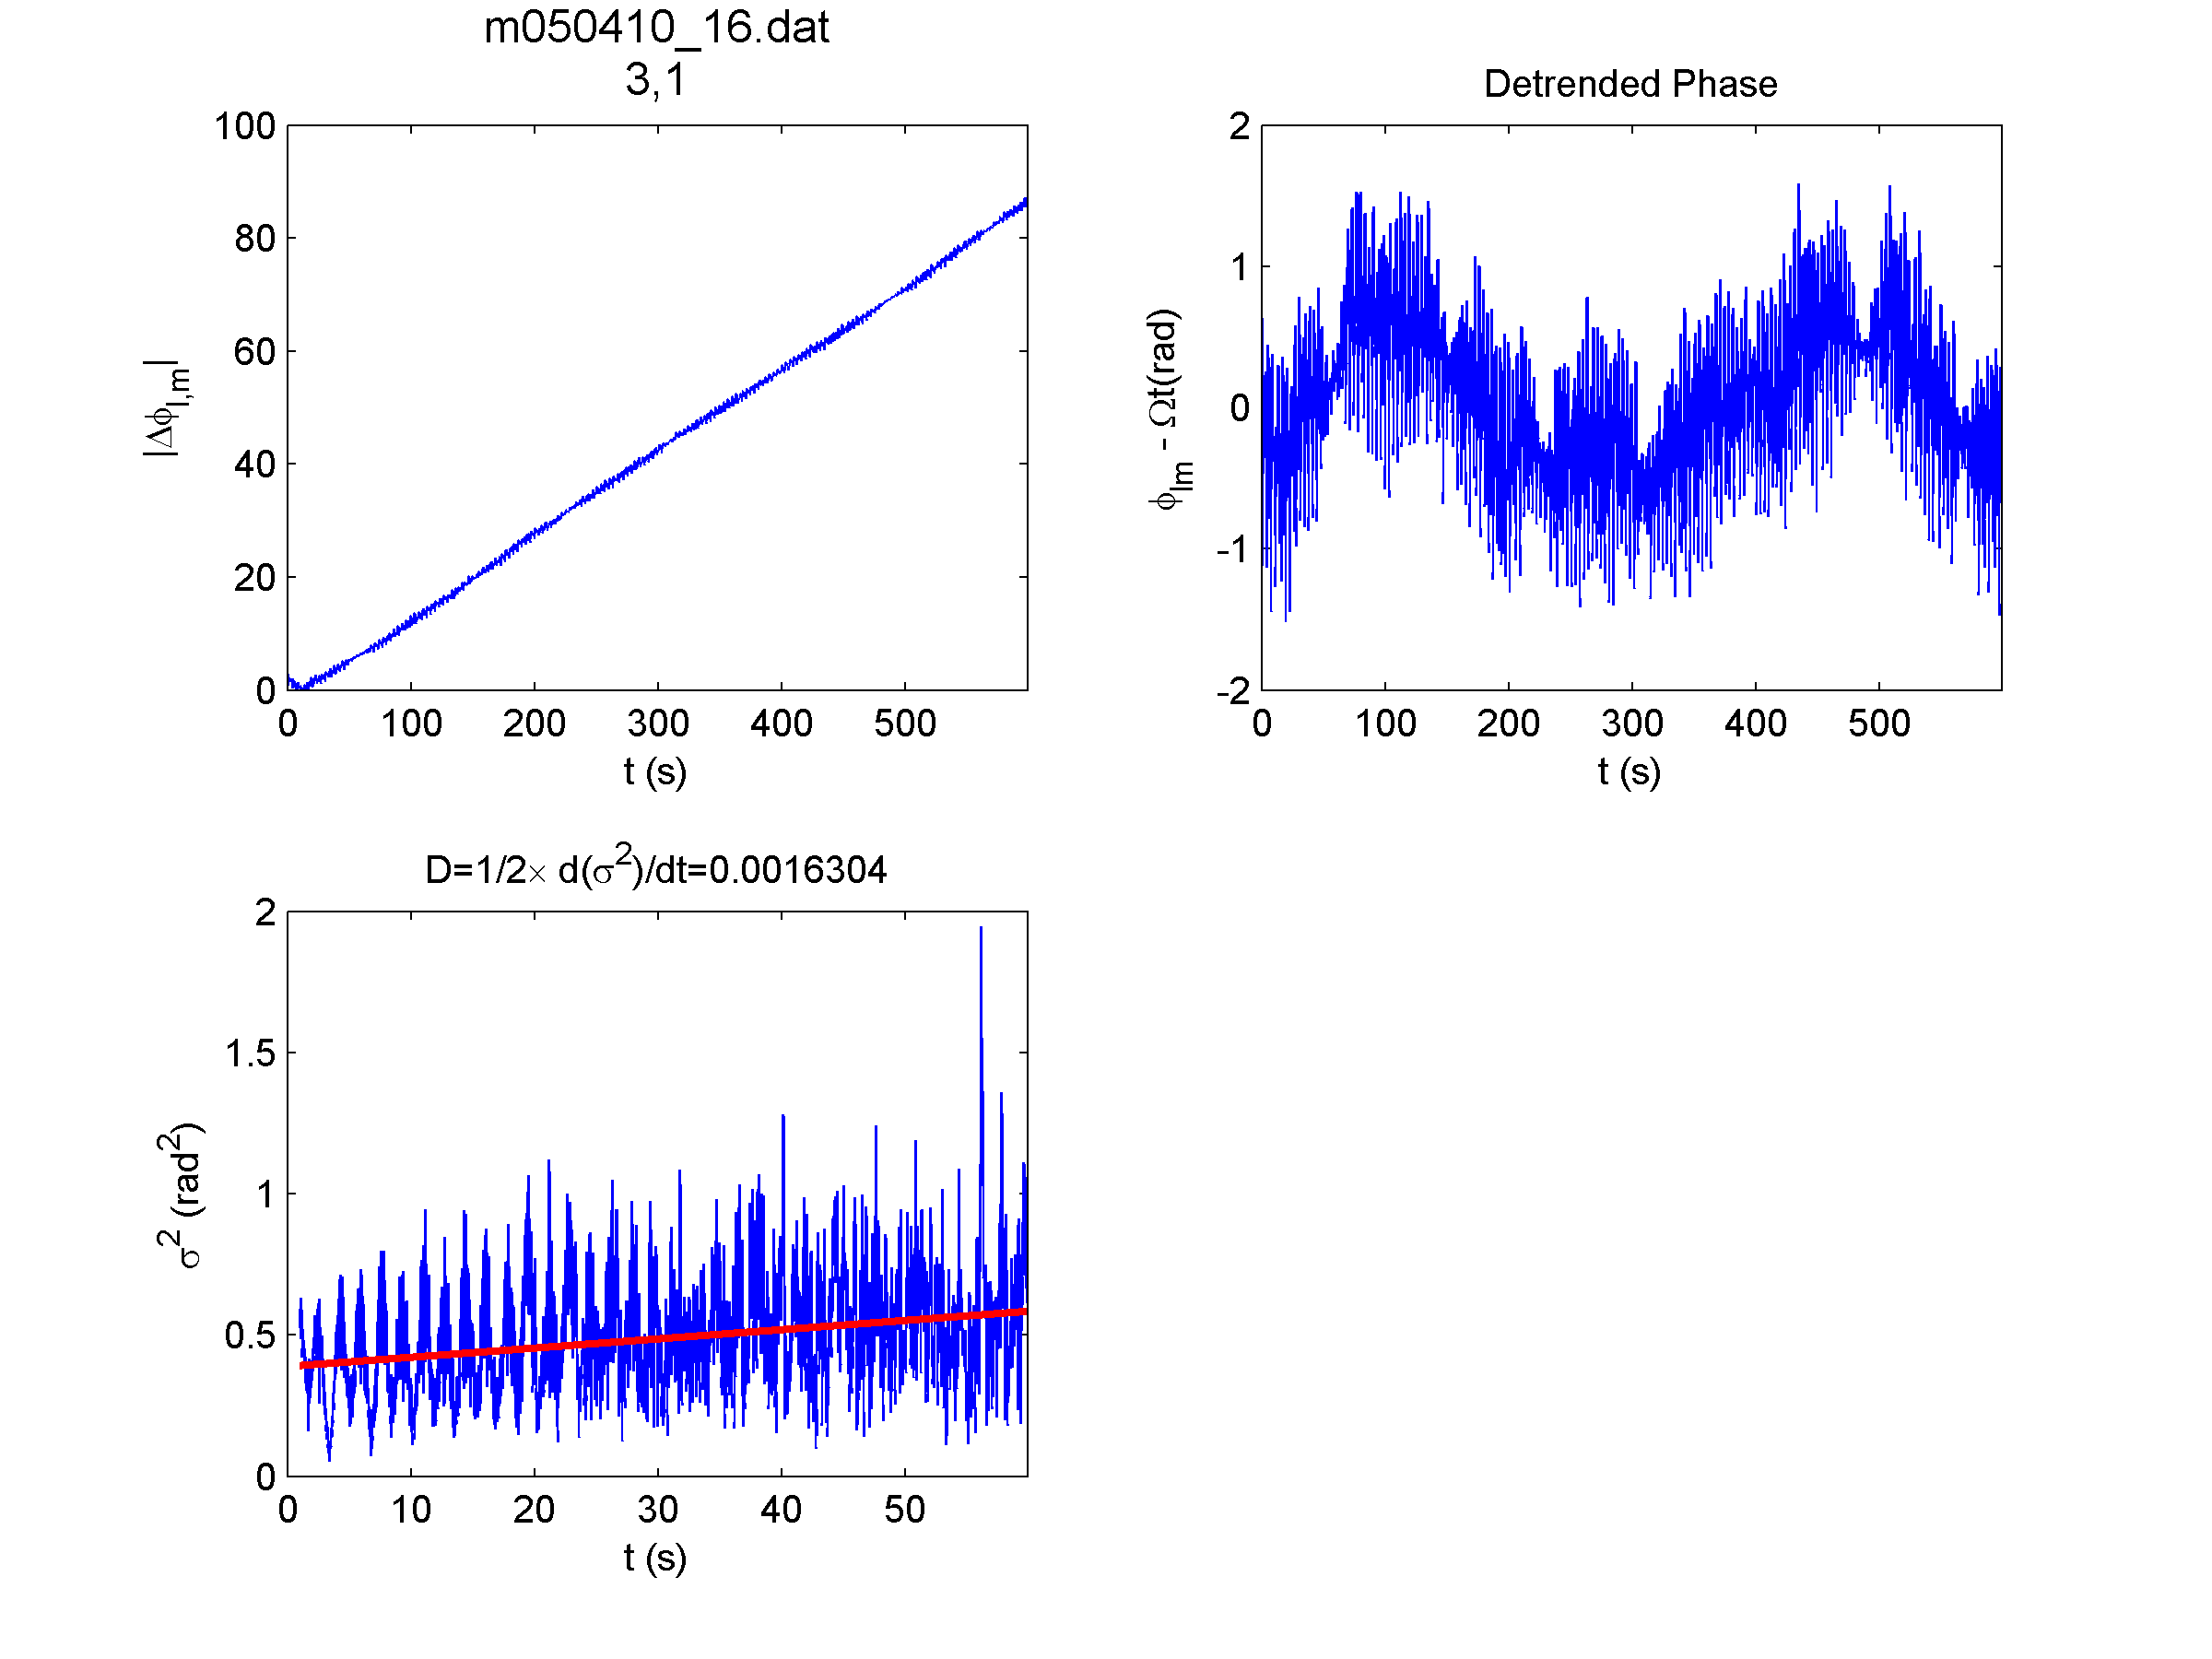 m050410_16.dat
3,1
100
80
60
40
20
0
|Δϕl,m|
0 100 200 300 400 500
t (s)
Detrended Phase
2
1
0
-1
-2
ϕlm - Ωt(rad)
0 100 200 300 400 500
t (s)
D=1/2× d(σ²)/dt=0.0016304
2
1.5
1
0.5
0
σ² (rad²)
0 10 20 30 40 50
t (s)